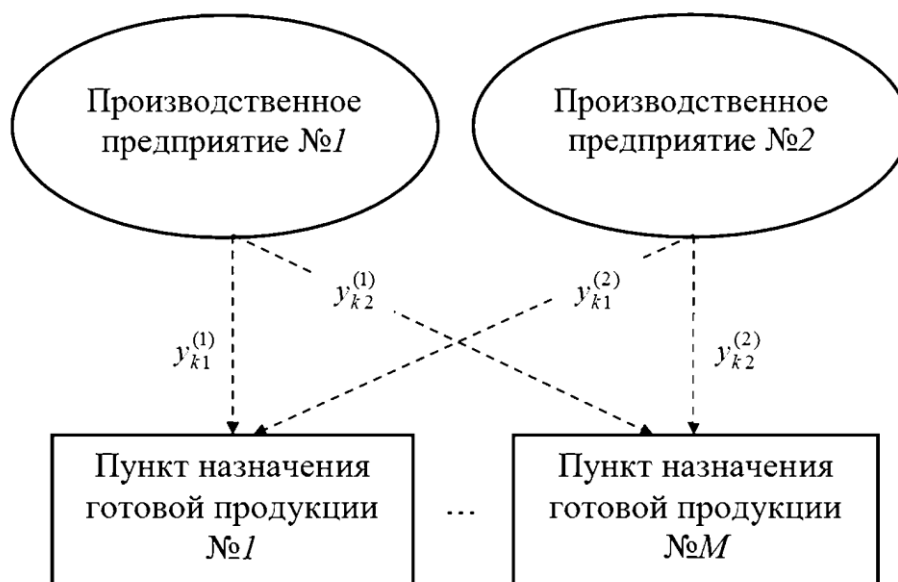 Производственное
предприятие №1
Производственное
предприятие №2
y_{k2}^{(1)}
y_{k1}^{(2)}
y_{k1}^{(1)}
y_{k2}^{(2)}
Пункт назначения
готовой продукции
№1
...
Пункт назначения
готовой продукции
№M